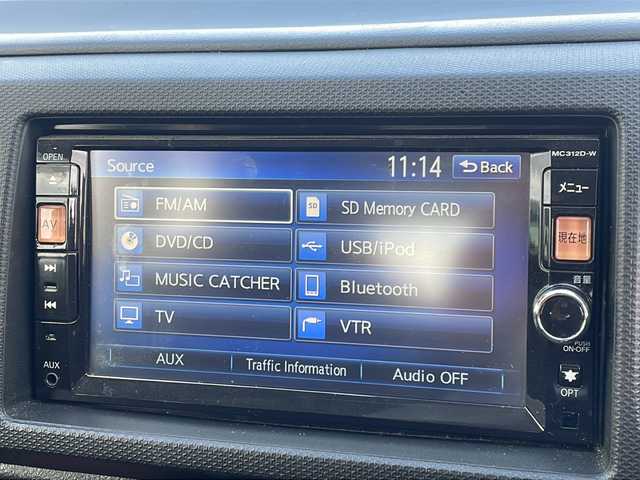 OPEN
MC312D-W
Source
11:14
Back
メニュー
FM/AM
SD
SD Memory CARD
AV
現在地
DVD/CD
USB/iPod
MUSIC CATCHER
Bluetooth
音量
TV
VTR
PUSH
ON-OFF
AUX
AUX
Traffic Information
Audio OFF
OPT